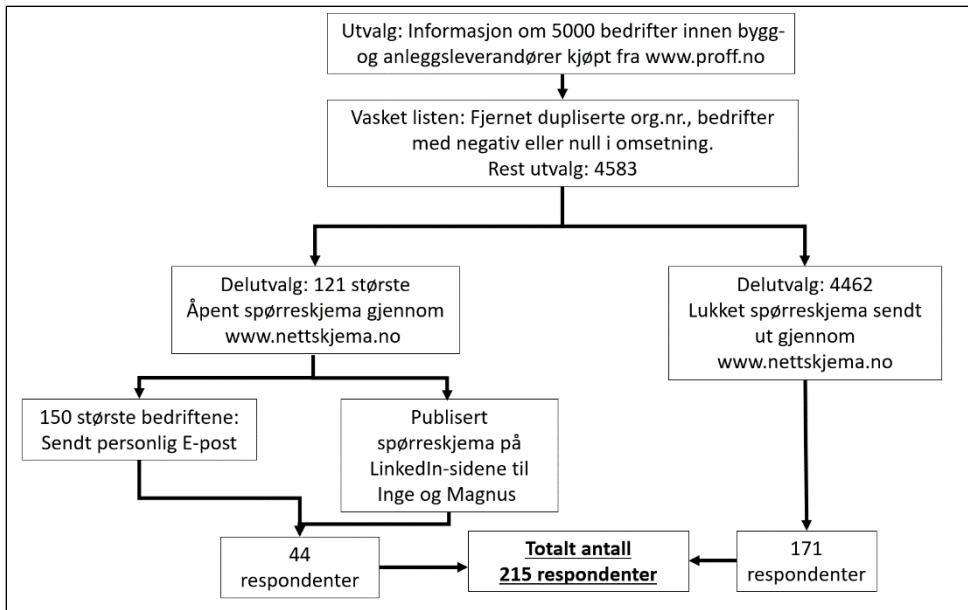 Utvalg: Informasjon om 5000 bedrifter innen bygg-
og anleggsleverandører kjøpt fra www.proff.no
Vasket listen: Fjernet dupliserte org.nr., bedrifter
med negativ eller null i omsetning.
Rest utvalg: 4583
Delutvalg: 121 største
Åpent spørreskjema gjennom
www.nettskjema.no
Delutvalg: 4462
Lukket spørreskjema sendt
ut gjennom
www.nettskjema.no
150 største bedriftene:
Sendt personlig E-post
Publisert
spørreskjema på
LinkedIn-sidene til
Inge og Magnus
44
respondenter
Totalt antall
215 respondenter
171
respondenter